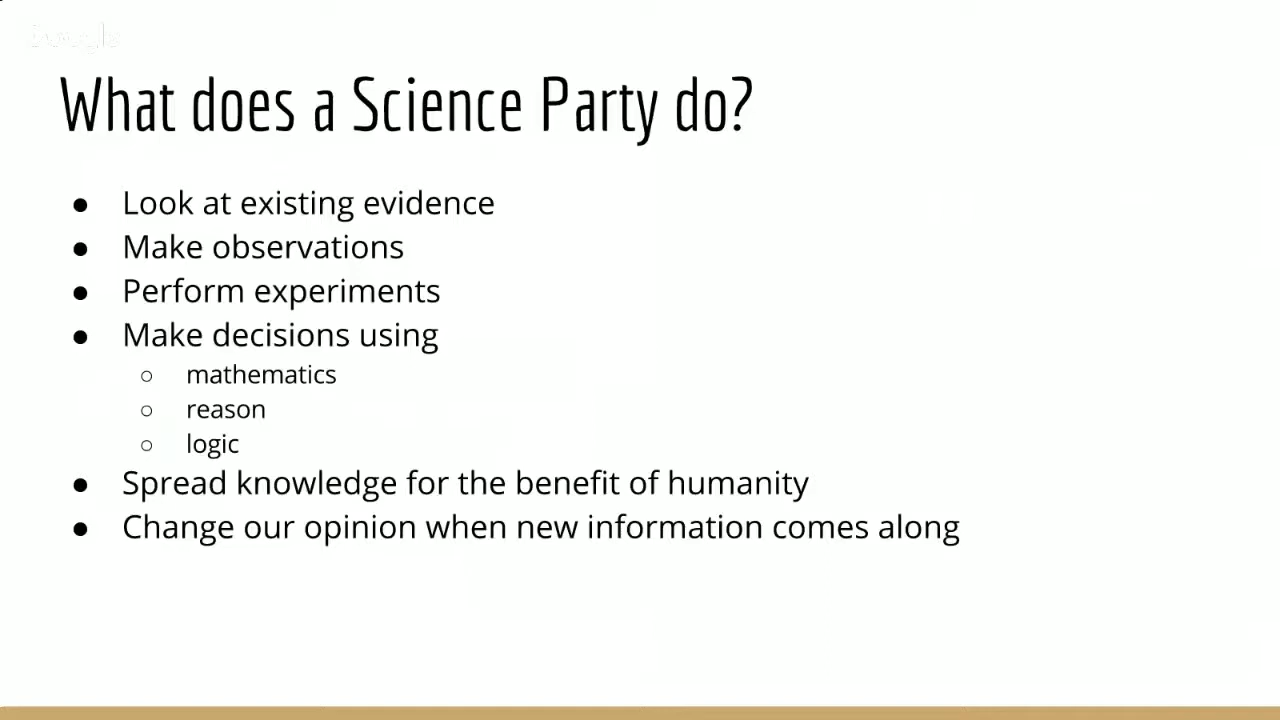 What does a Science Party do?
● Look at existing evidence
● Make observations
● Perform experiments
● Make decisions using
○ mathematics
○ reason
○ logic
● Spread knowledge for the benefit of humanity
● Change our opinion when new information comes along